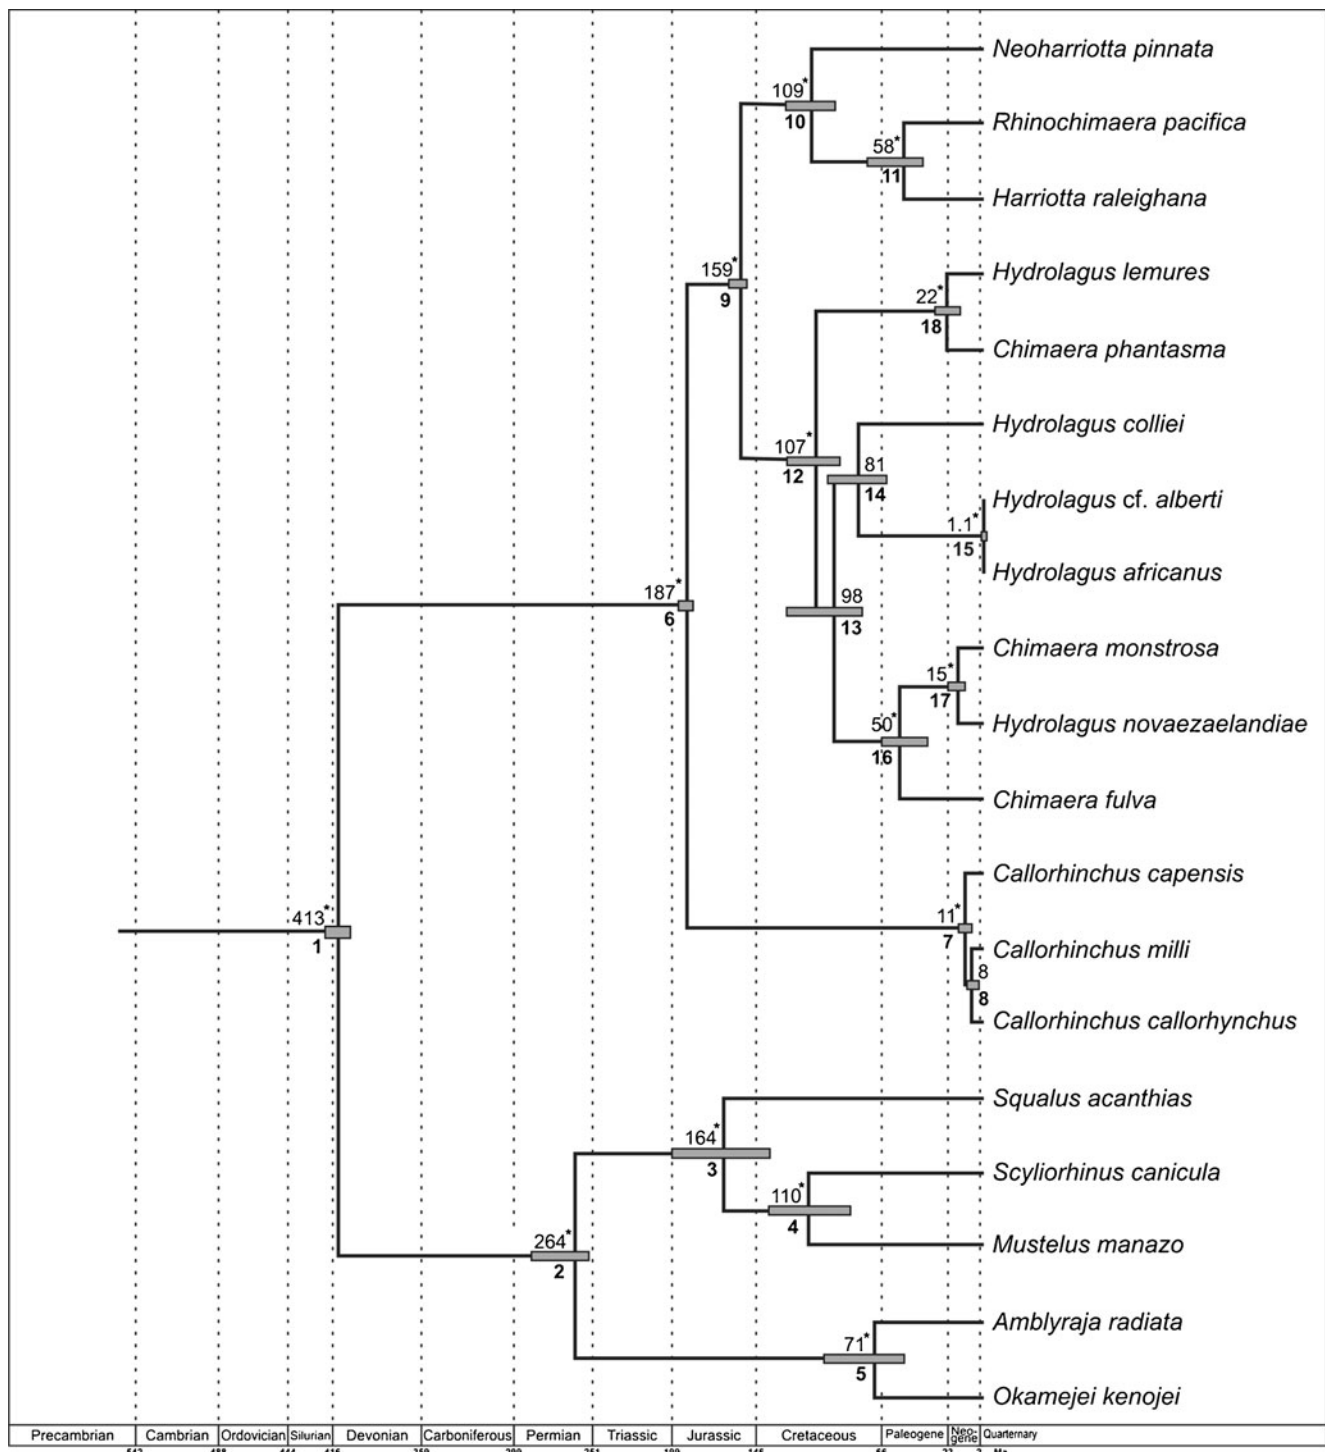 Neoharriotta pinnata
109*
10
Rhinochimaera pacifica
58*
11
Harriotta raleighana
159*
9
Hydrolagus lemures
22*
18
Chimaera phantasma
Hydrolagus colliei
107*
12
81
14
Hydrolagus cf. alberti
1.1*
15
Hydrolagus africanus
187*
6
98
13
Chimaera monstrosa
15*
17
Hydrolagus novaezaelandiae
50*
16
Chimaera fulva
Callorhinchus capensis
413*
1
11*
7
Callorhinchus milli
8
8
Callorhinchus callorhynchus
Squalus acanthias
164*
3
Scyliorhinus canicula
110*
4
Mustelus manazo
264*
2
Amblyraja radiata
71*
5
Okamejei kenojei
Precambrian Cambrian Ordovician Silurian Devonian Carboniferous Permian Triassic Jurassic Cretaceous Paleogene Neo-gene Quarternary